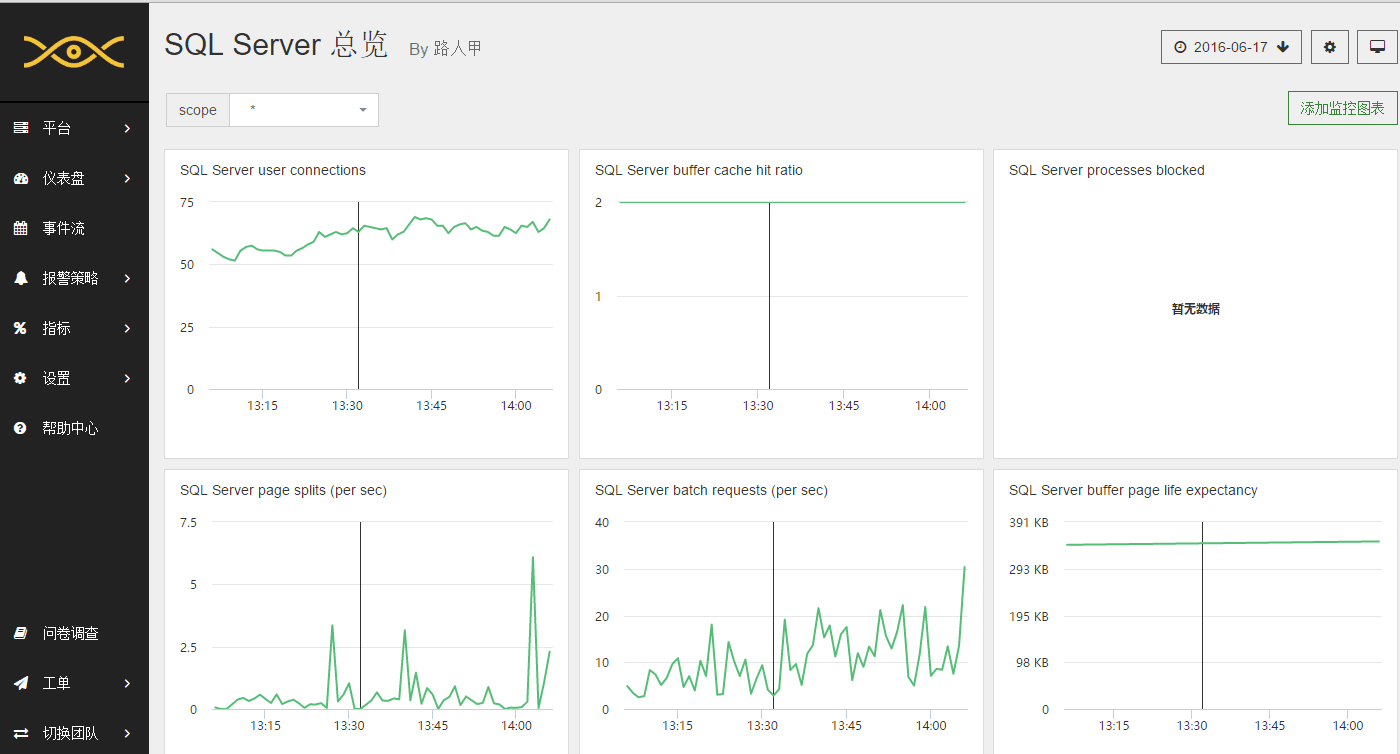 SQL Server 总览 By 路人甲
2016-06-17
scope *
添加监控图表
平台
仪表盘
事件流
报警策略
指标
设置
帮助中心
问卷调查
工单
切换团队
SQL Server user connections
75
50
25
0
13:15 13:30 13:45 14:00
SQL Server buffer cache hit ratio
2
1
0
13:15 13:30 13:45 14:00
SQL Server processes blocked
暂无数据
SQL Server page splits (per sec)
7.5
5
2.5
0
13:15 13:30 13:45 14:00
SQL Server batch requests (per sec)
40
30
20
10
0
13:15 13:30 13:45 14:00
SQL Server buffer page life expectancy
391 KB
293 KB
195 KB
98 KB
0
13:15 13:30 13:45 14:00